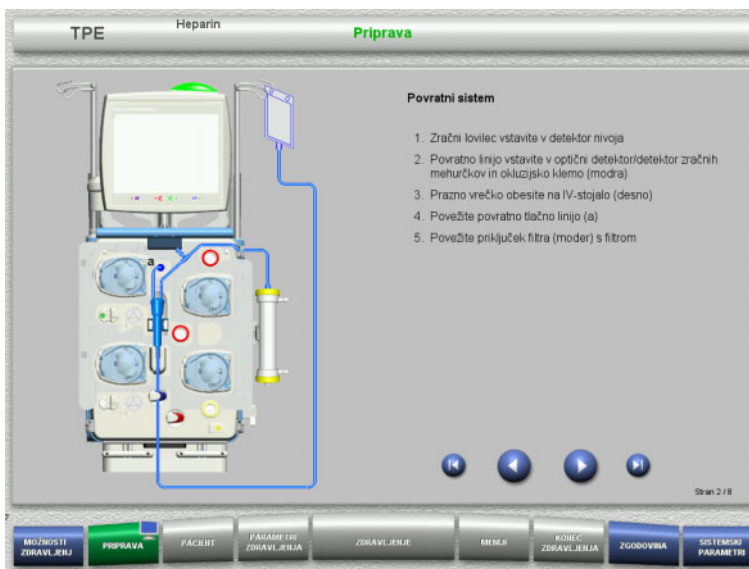 TPE Heparin Priprava
Povratni sistem
1. Zračni lovilec vstavite v detektor nivoja
2. Povratno linijo vstavite v optični detektor/detektor zračnih
mehurčkov in okluzijsko klemo (modra)
3. Prazno vrečko obesite na IV-stojalo (desno)
4. Povežite povratno tlačno linijo (a)
5. Povežite priključek filtra (moder) s filtrom
a
Stran 2 / 8
MOŽNOSTI
ZDRAVLJENJ
PRIPRAVA
PACIENT
PARAMETRI
ZDRAVLJENJA
ZDRAVLJENJE
MENIJI
KONEC
ZDRAVLJENJA
ZGODOVINA
SISTEMSKI
PARAMETRI